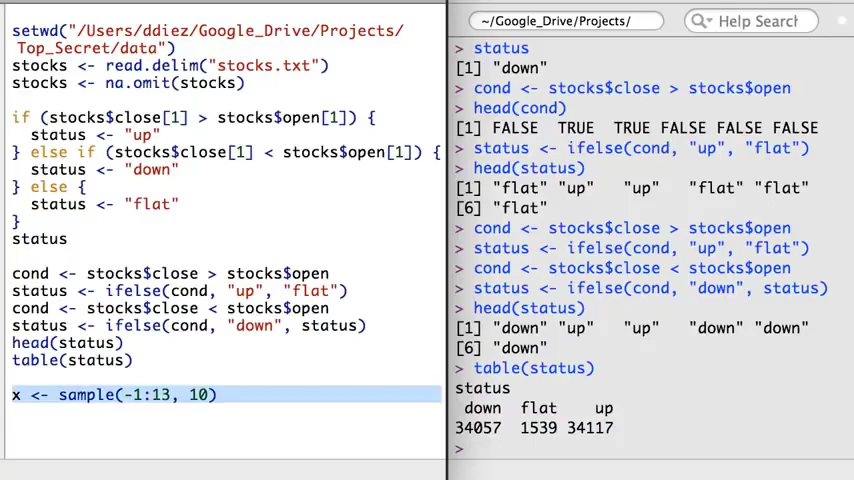 setwd("/Users/ddiez/Google_Drive/Projects/
Top_Secret/data")
stocks <- read.delim("stocks.txt")
stocks <- na.omit(stocks)
if (stocks$close[1] > stocks$open[1]) {
  status <- "up"
} else if (stocks$close[1] < stocks$open[1]) {
  status <- "down"
} else {
  status <- "flat"
}
status
cond <- stocks$close > stocks$open
status <- ifelse(cond, "up", "flat")
cond <- stocks$close < stocks$open
status <- ifelse(cond, "down", status)
head(status)
table(status)
x <- sample(-1:13, 10)
~/Google_Drive/Projects/
Help Search
> status
[1] "down"
> cond <- stocks$close > stocks$open
> head(cond)
[1] FALSE  TRUE  TRUE FALSE FALSE FALSE
> status <- ifelse(cond, "up", "flat")
> head(status)
[1] "flat" "up"   "up"   "flat" "flat"
[6] "flat"
> cond <- stocks$close > stocks$open
> status <- ifelse(cond, "up", "flat")
> cond <- stocks$close < stocks$open
> status <- ifelse(cond, "down", status)
> head(status)
[1] "down" "up"   "up"   "down" "down"
[6] "down"
> table(status)
status
 down  flat    up
34057  1539 34117
>